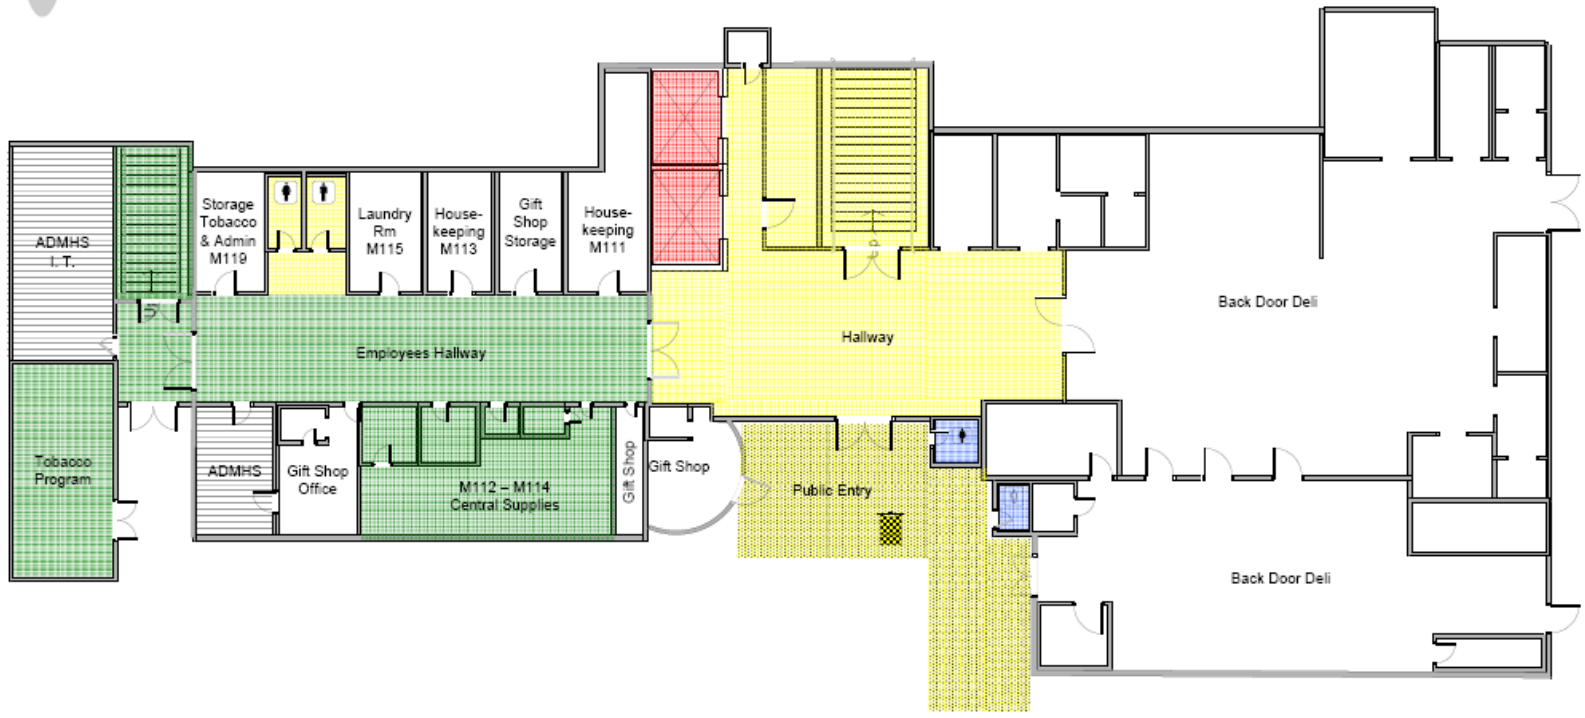 ADMHS
I. T.
Storage
Tobacco
& Admin
M119
Laundry
Rm
M115
House-
keeping
M113
Gift
Shop
Storage
House-
keeping
M111
Employees Hallway
Hallway
Back Door Deli
Tobacco
Program
ADMHS
Gift Shop
Office
M112 – M114
Central Supplies
Gift Shop
Gift Shop
Public Entry
Back Door Deli